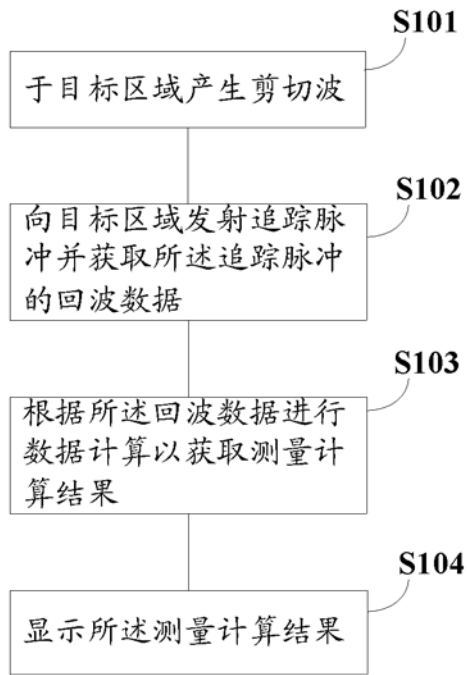 S101
于目标区域产生剪切波
S102
向目标区域发射追踪脉
冲并获取所述追踪脉冲
的回波数据
S103
根据所述回波数据进行
数据计算以获取测量计
算结果
S104
显示所述测量计算结果